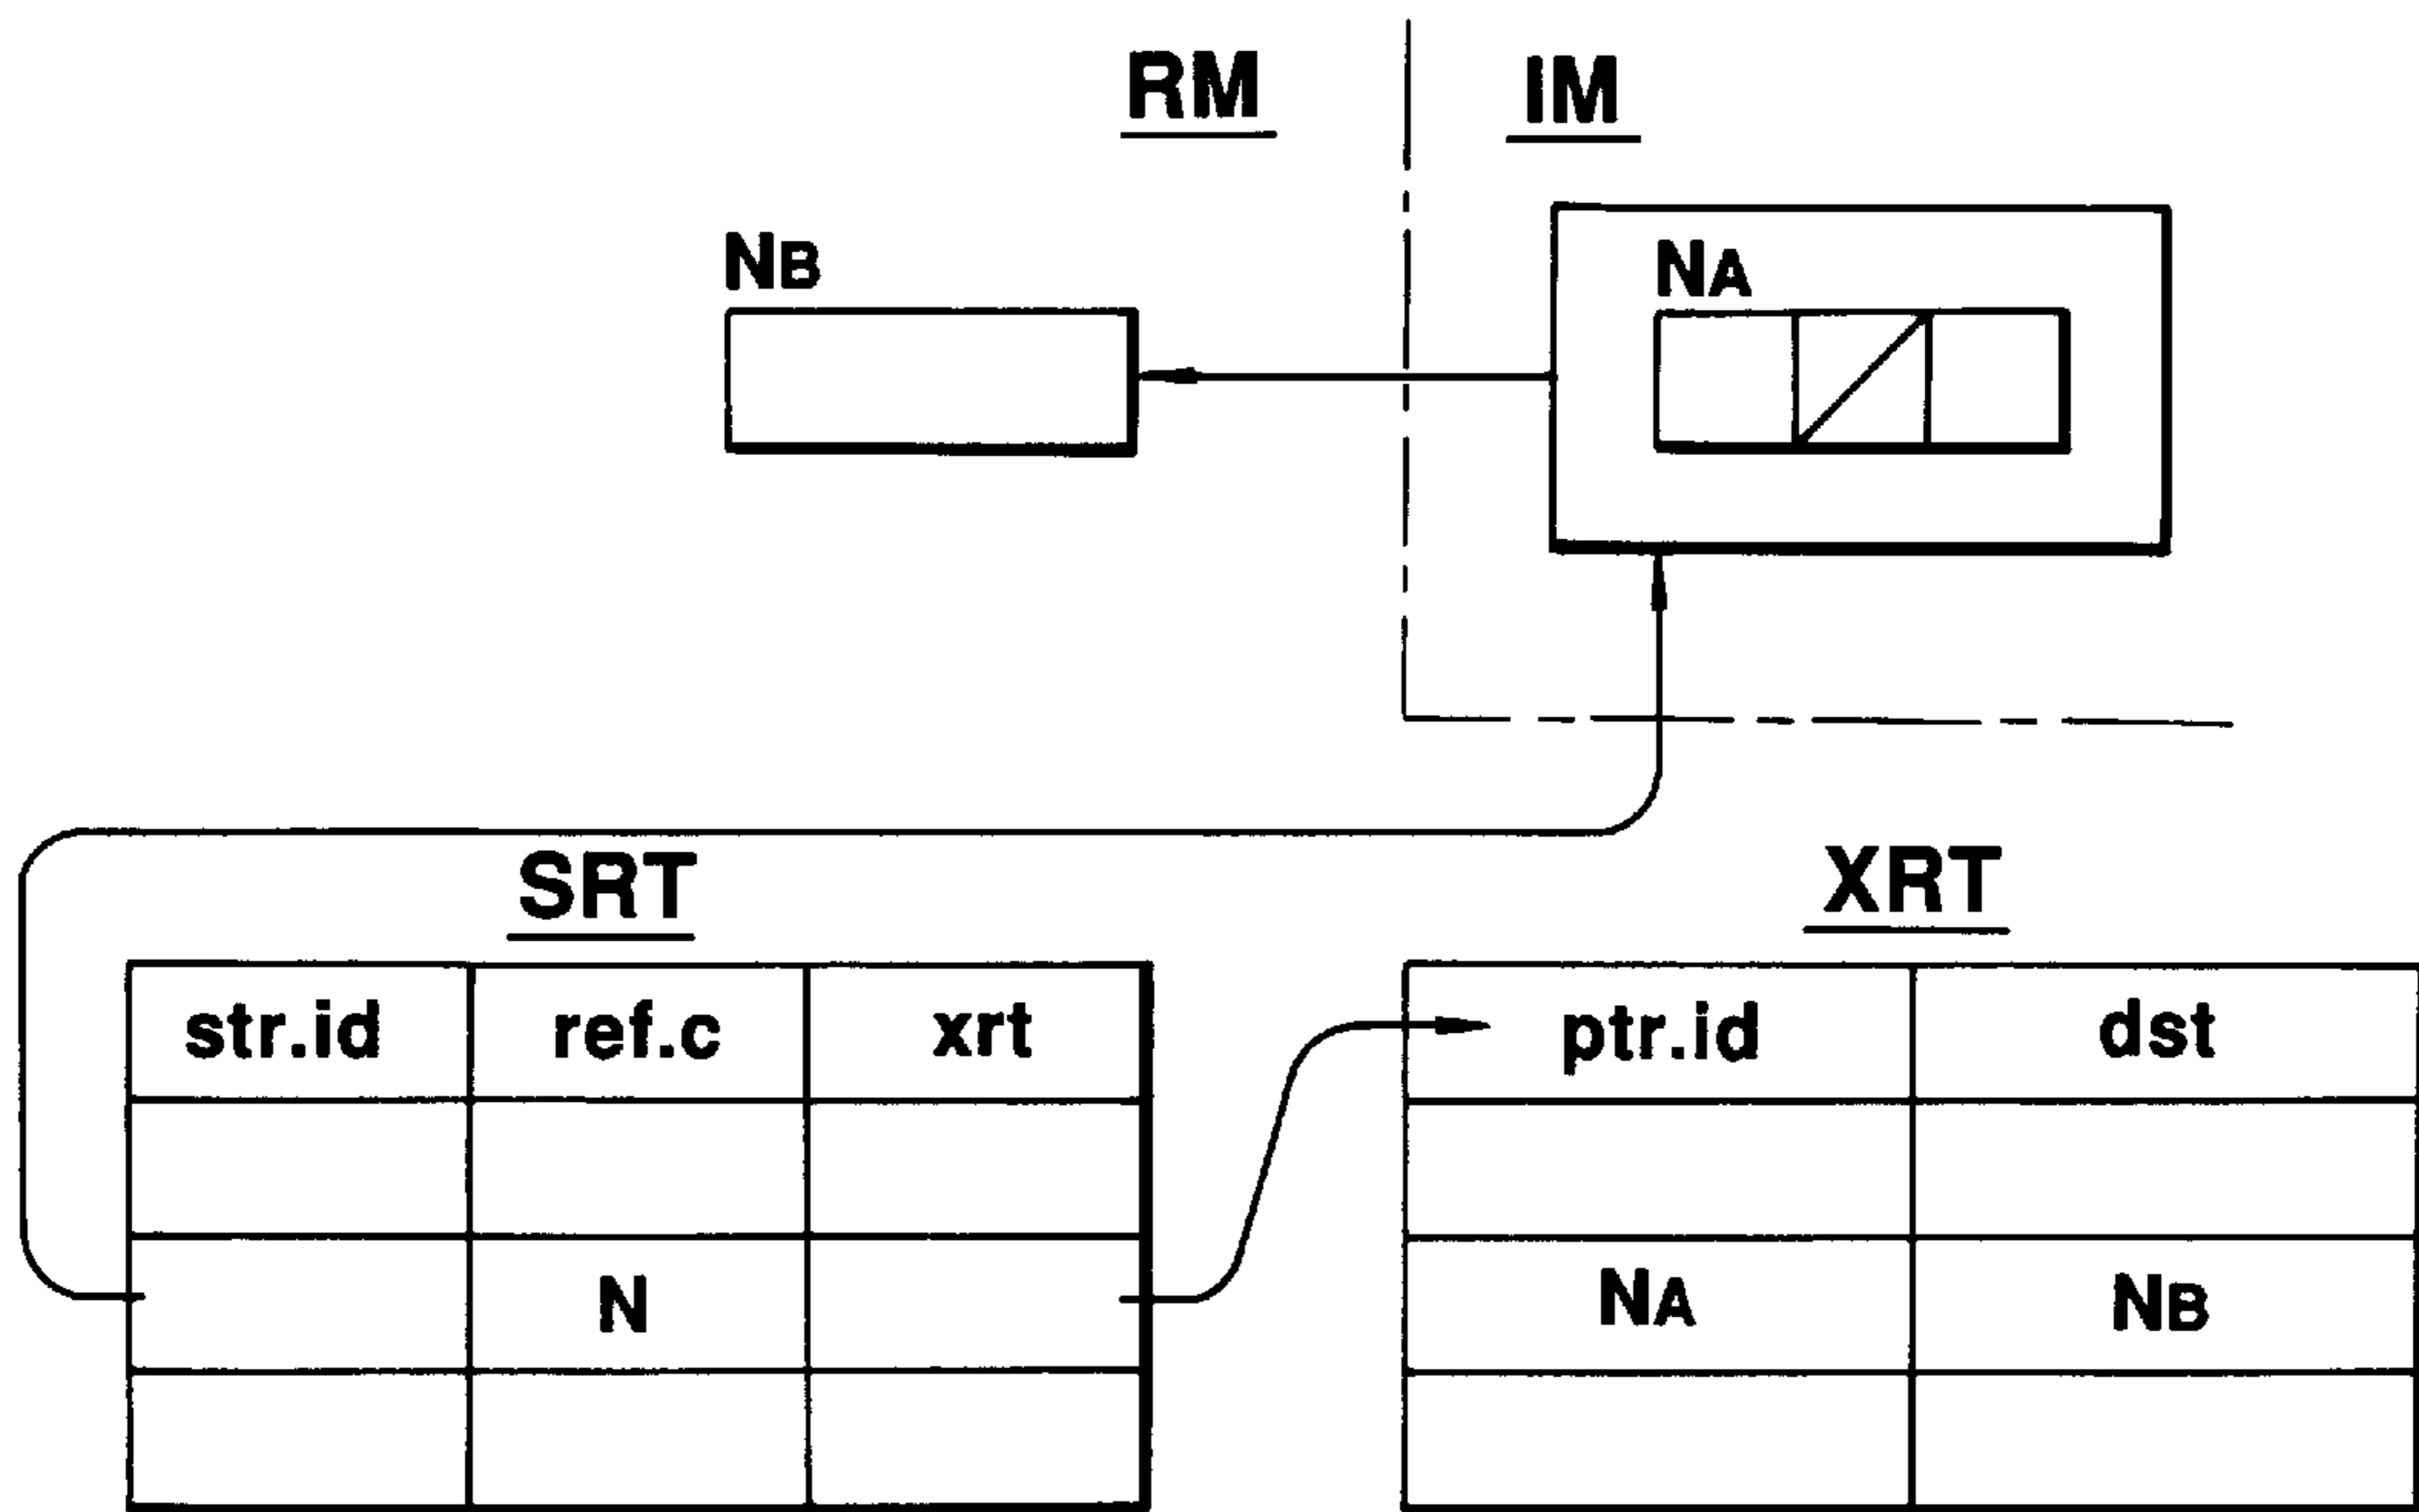 RM IM
NB
NA
SRT XRT
str.id ref.c xrt ptr.id dst
N NA NB